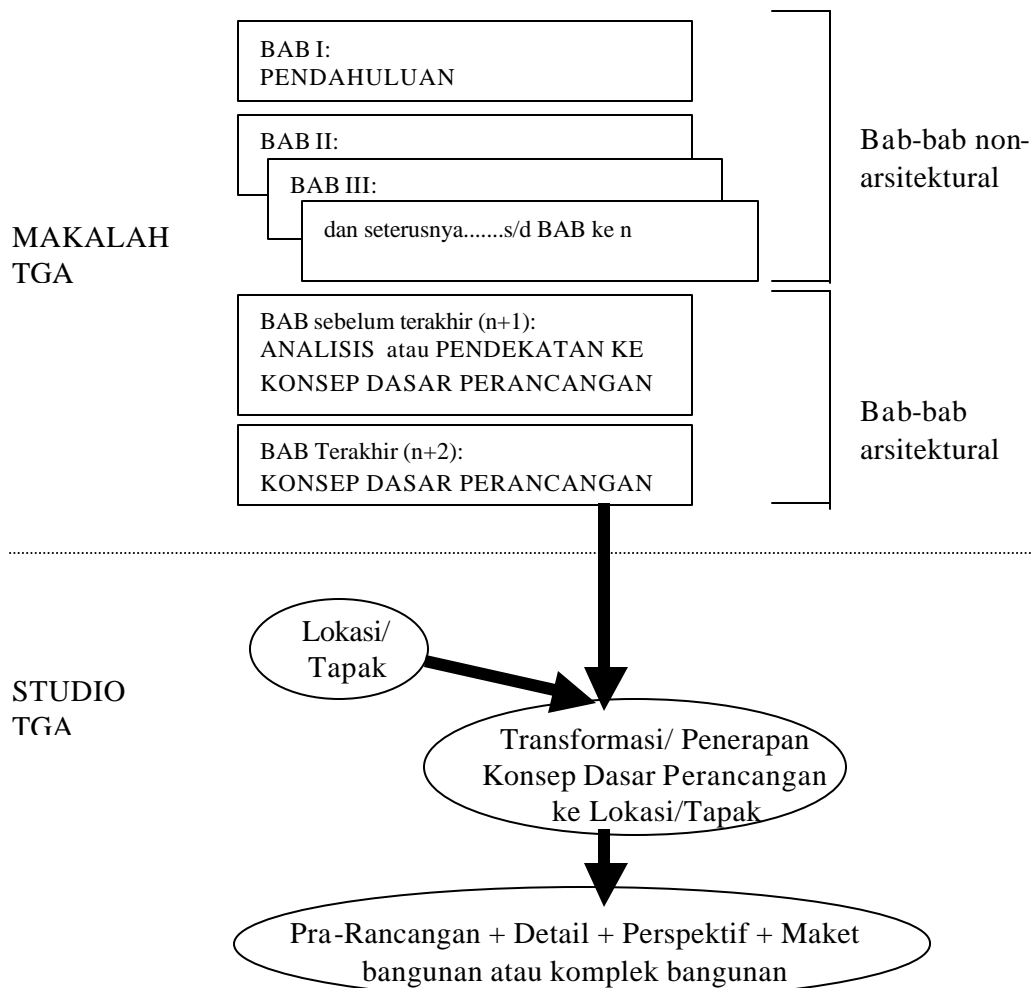 BAB I:
PENDAHULUAN
BAB II:
BAB III:
dan seterusnya.......s/d BAB ke n
Bab-bab non-
arsitektural
MAKALAH
TGA
BAB sebelum terakhir (n+1):
ANALISIS atau PENDEKATAN KE
KONSEP DASAR PERANCANGAN
BAB Terakhir (n+2):
KONSEP DASAR PERANCANGAN
Bab-bab
arsitektural
Lokasi/
Tapak
STUDIO
TGA
Transformasi/ Penerapan
Konsep Dasar Perancangan
ke Lokasi/Tapak
Pra-Rancangan + Detail + Perspektif + Maket
bangunan atau komplek bangunan